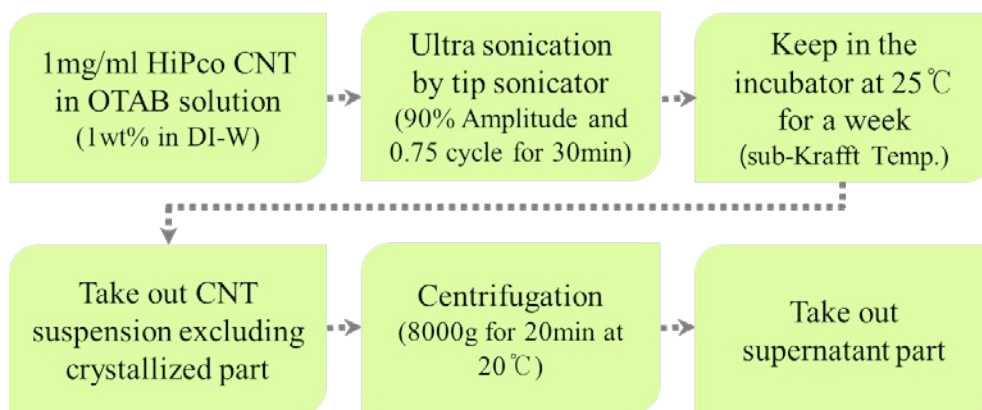 1mg/ml HiPco CNT
in OTAB solution
(1wt% in DI-W)
Ultra sonication
by tip sonicator
(90% Amplitude and
0.75 cycle for 30min)
Keep in the
incubator at 25℃
for a week
(sub-Krafft Temp.)
Take out CNT
suspension excluding
crystallized part
Centrifugation
(8000g for 20min at
20℃)
Take out
supernatant part